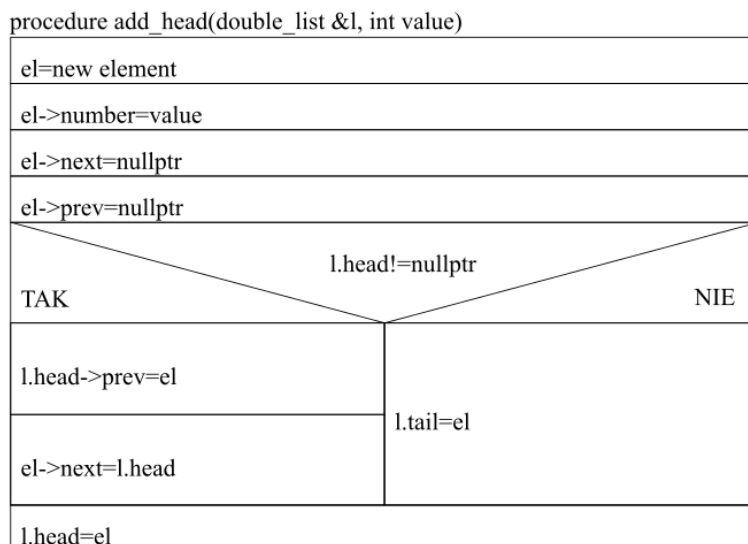 procedure add_head(double_list &l, int value)
el=new element
el->number=value
el->next=nullptr
el->prev=nullptr
l.head!=nullptr
TAK
NIE
l.head->prev=el
l.tail=el
el->next=l.head
l.head=el